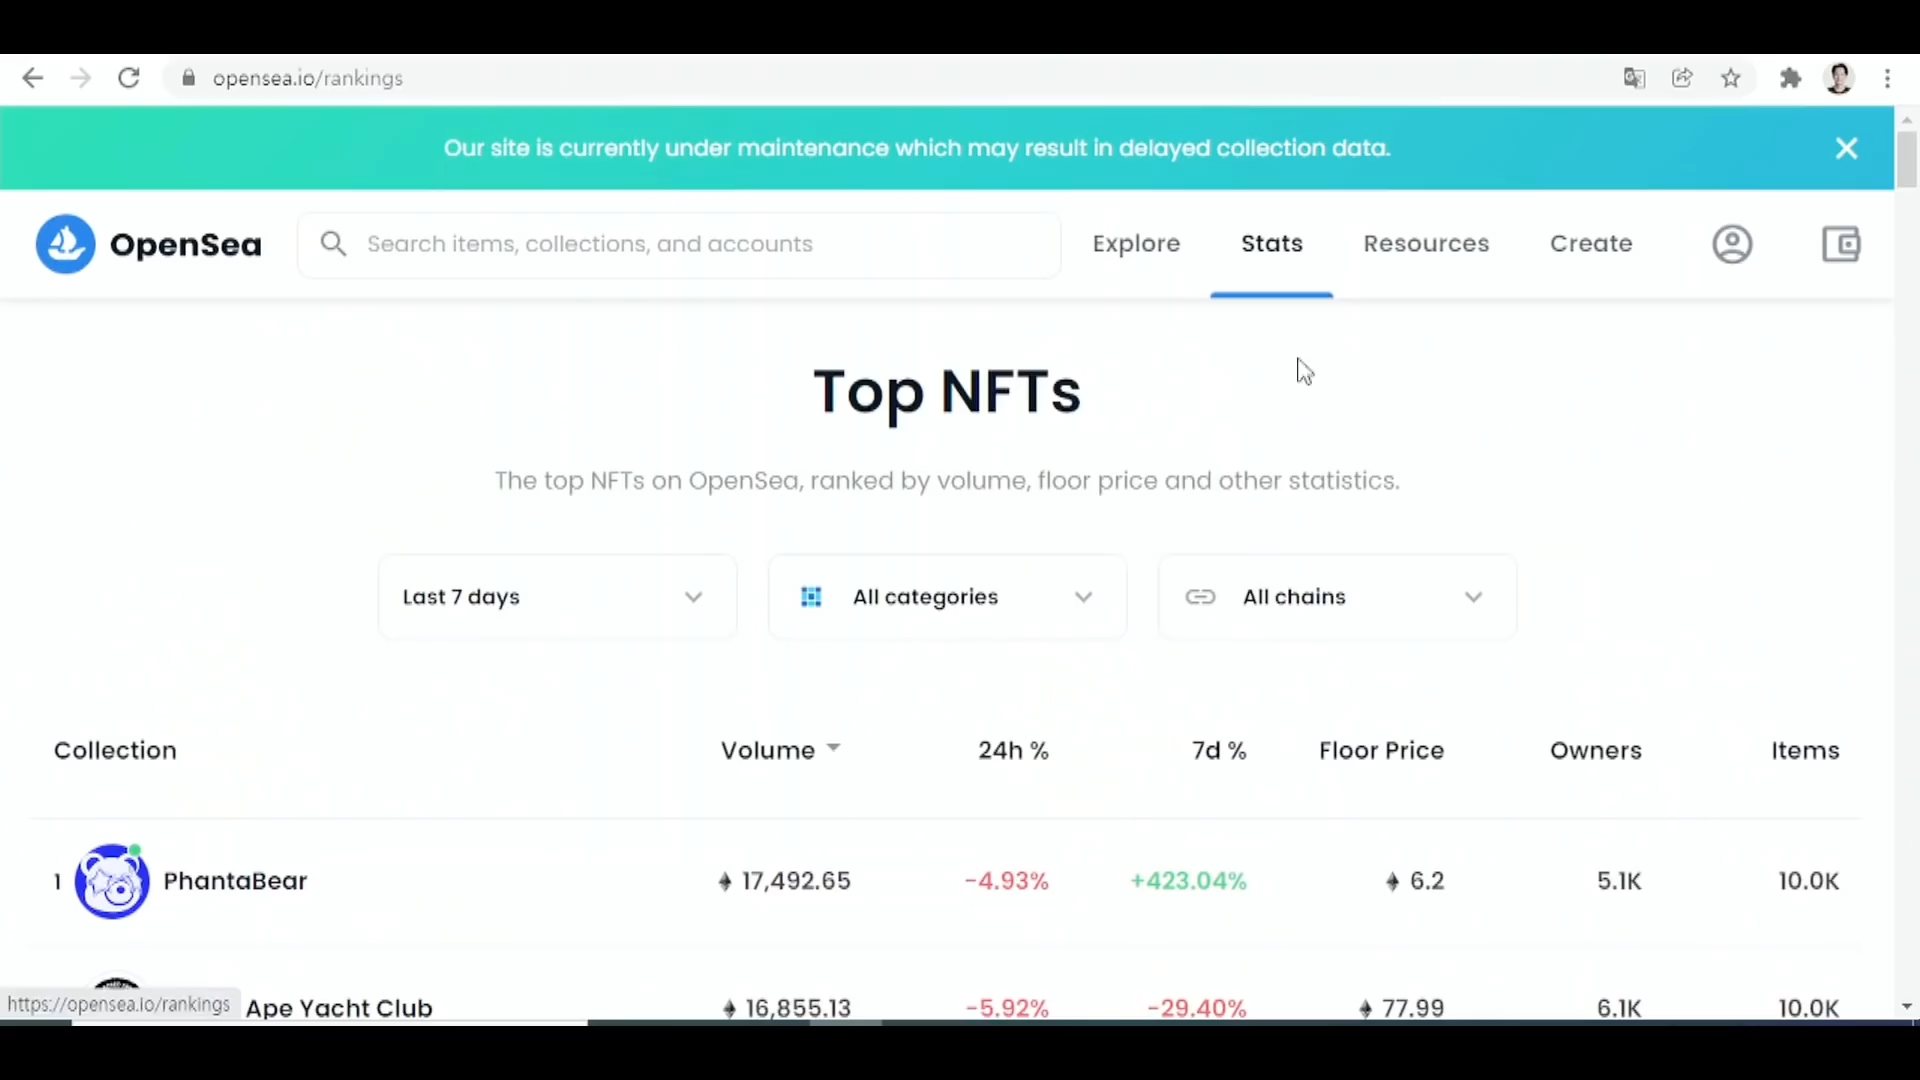 opensea.io/rankings
Our site is currently under maintenance which may result in delayed collection data.
OpenSea
Search items, collections, and accounts
Explore
Stats
Resources
Create
Top NFTs
The top NFTs on OpenSea, ranked by volume, floor price and other statistics.
Last 7 days
All categories
All chains
Collection Volume 24h % 7d % Floor Price Owners Items
1 PhantaBear 17,492.65 -4.93% +423.04% 6.2 5.1K 10.0K
Ape Yacht Club 16,855.13 -5.92% -29.40% 77.99 6.1K 10.0K
https://opensea.io/rankings